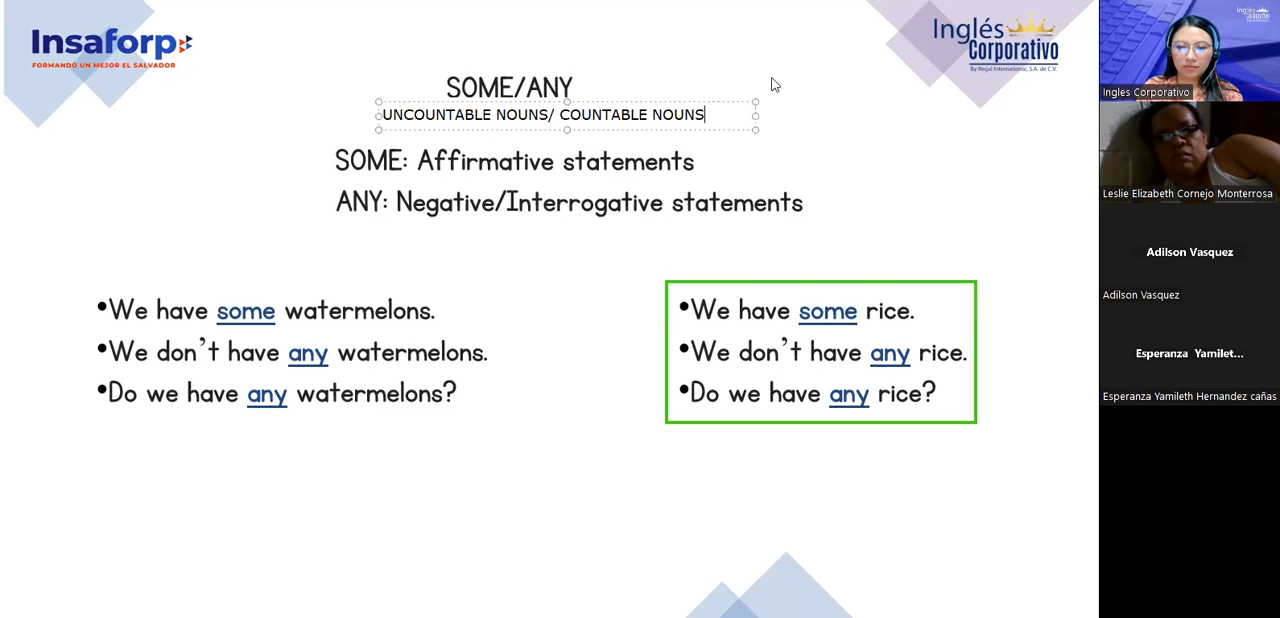 Insaforp
FORMANDO UN MEJOR EL SALVADOR
Inglés
Corporativo
By Regal International, S.A. de C.V.
SOME/ANY
UNCOUNTABLE NOUNS/ COUNTABLE NOUNS
SOME: Affirmative statements
ANY: Negative/Interrogative statements
•We have some watermelons.
•We don't have any watermelons.
•Do we have any watermelons?
•We have some rice.
•We don't have any rice.
•Do we have any rice?
Inglés
Ingles Corporativo
Leslie Elizabeth Cornejo Monterrosa
Adilson Vasquez
Adilson Vasquez
Esperanza Yamilet...
Esperanza Yamileth Hernandez cañas